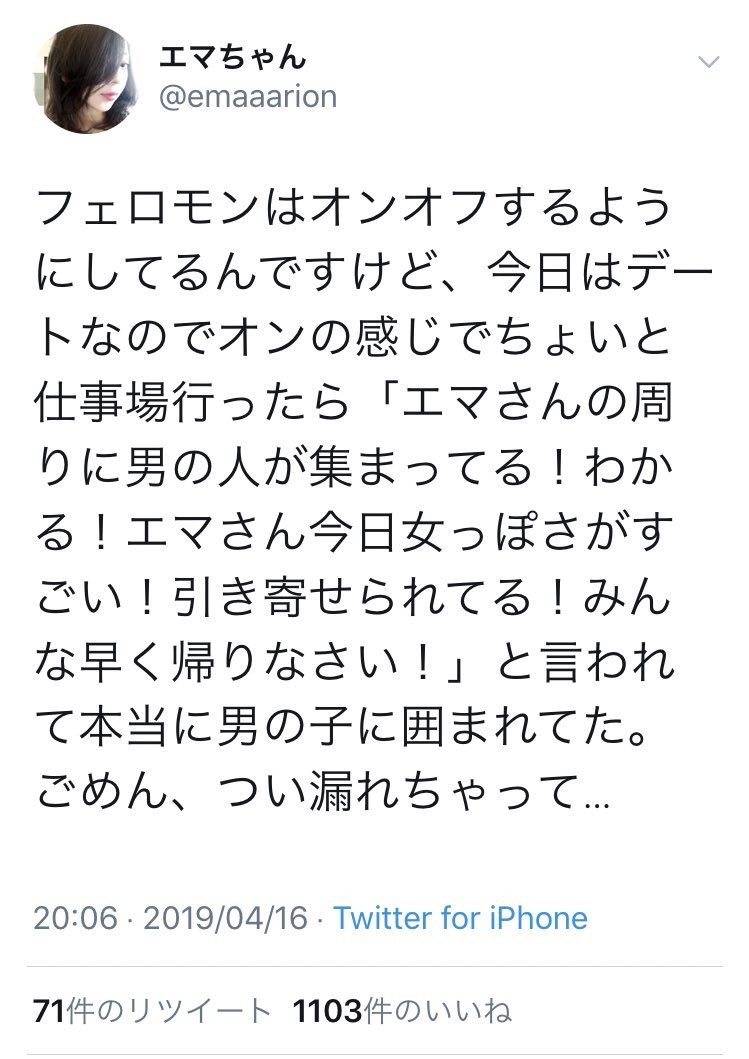 エマちゃん
@emaaarion
フェロモンはオンオフするよう
にしてるんですけど、今日はデー
トなのでオンの感じでちょいと
仕事場行ったら「エマさんの周
りに男の人が集まってる！わか
る！エマさん今日女っぽさがす
ごい！引き寄せられてる！みん
な早く帰りなさい！」と言われ
て本当に男の子に囲まれてた。
ごめん、つい漏れちゃって...
20:06 · 2019/04/16 · Twitter for iPhone
71件のリツイート 1103件のいいね